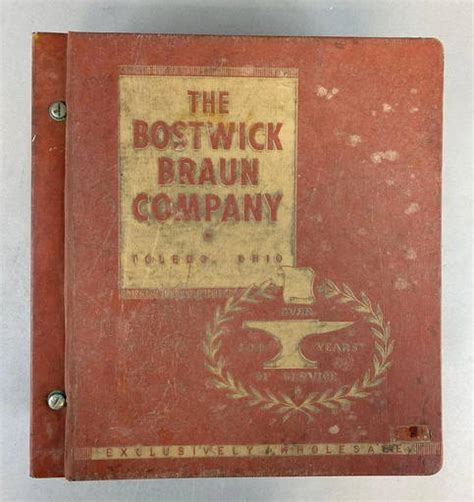 THE
BOSTWICK
BRAUN
COMPANY
TOLEDO, OHIO
OVER
YEARS
OF SERVICE
EXCLUSIVELY WHOLESALE